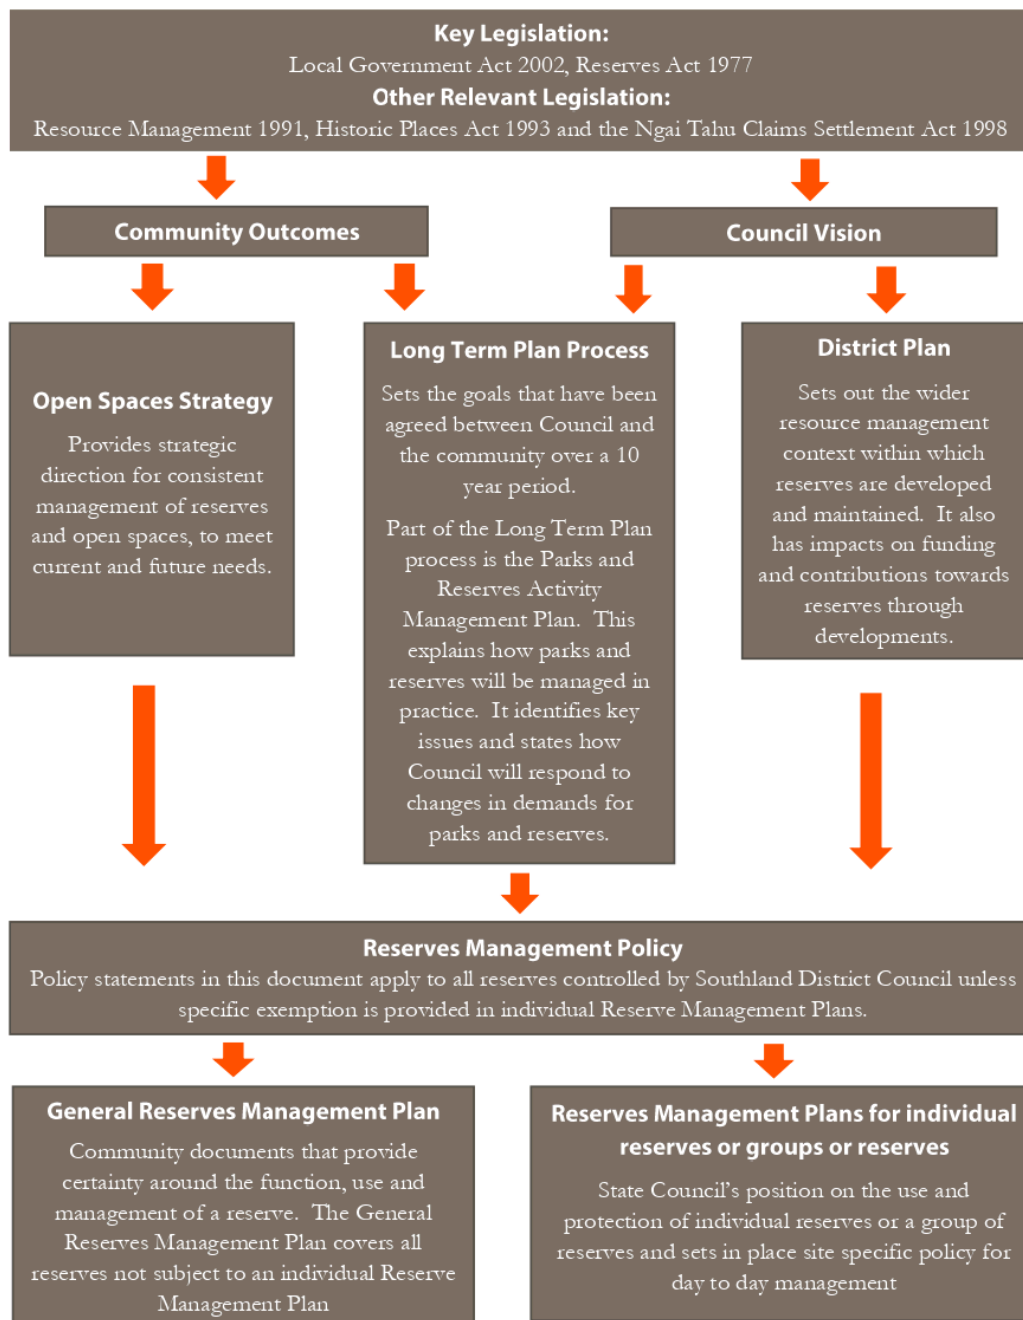 Key Legislation:
Local Government Act 2002, Reserves Act 1977
Other Relevant Legislation:
Resource Management 1991, Historic Places Act 1993 and the Ngai Tahu Claims Settlement Act 1998
Community Outcomes
Council Vision
Open Spaces Strategy
Provides strategic
direction for consistent
management of reserves
and open spaces, to meet
current and future needs.
Long Term Plan Process
Sets the goals that have been
agreed between Council and
the community over a 10
year period.
Part of the Long Term Plan
process is the Parks and
Reserves Activity
Management Plan.  This
explains how parks and
reserves will be managed in
practice.  It identifies key
issues and states how
Council will respond to
changes in demands for
parks and reserves.
District Plan
Sets out the wider
resource management
context within which
reserves are developed
and maintained.  It also
has impacts on funding
and contributions towards
reserves through
developments.
Reserves Management Policy
Policy statements in this document apply to all reserves controlled by Southland District Council unless
specific exemption is provided in individual Reserve Management Plans.
General Reserves Management Plan
Community documents that provide
certainty around the function, use and
management of a reserve.  The General
Reserves Management Plan covers all
reserves not subject to an individual Reserve
Management Plan
Reserves Management Plans for individual
reserves or groups or reserves
State Council's position on the use and
protection of individual reserves or a group of
reserves and sets in place site specific policy for
day to day management